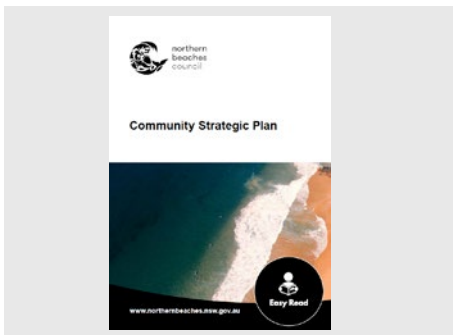 northern
beaches
council
Community Strategic Plan
Easy Read
www.northernbeaches.nsw.gov.au